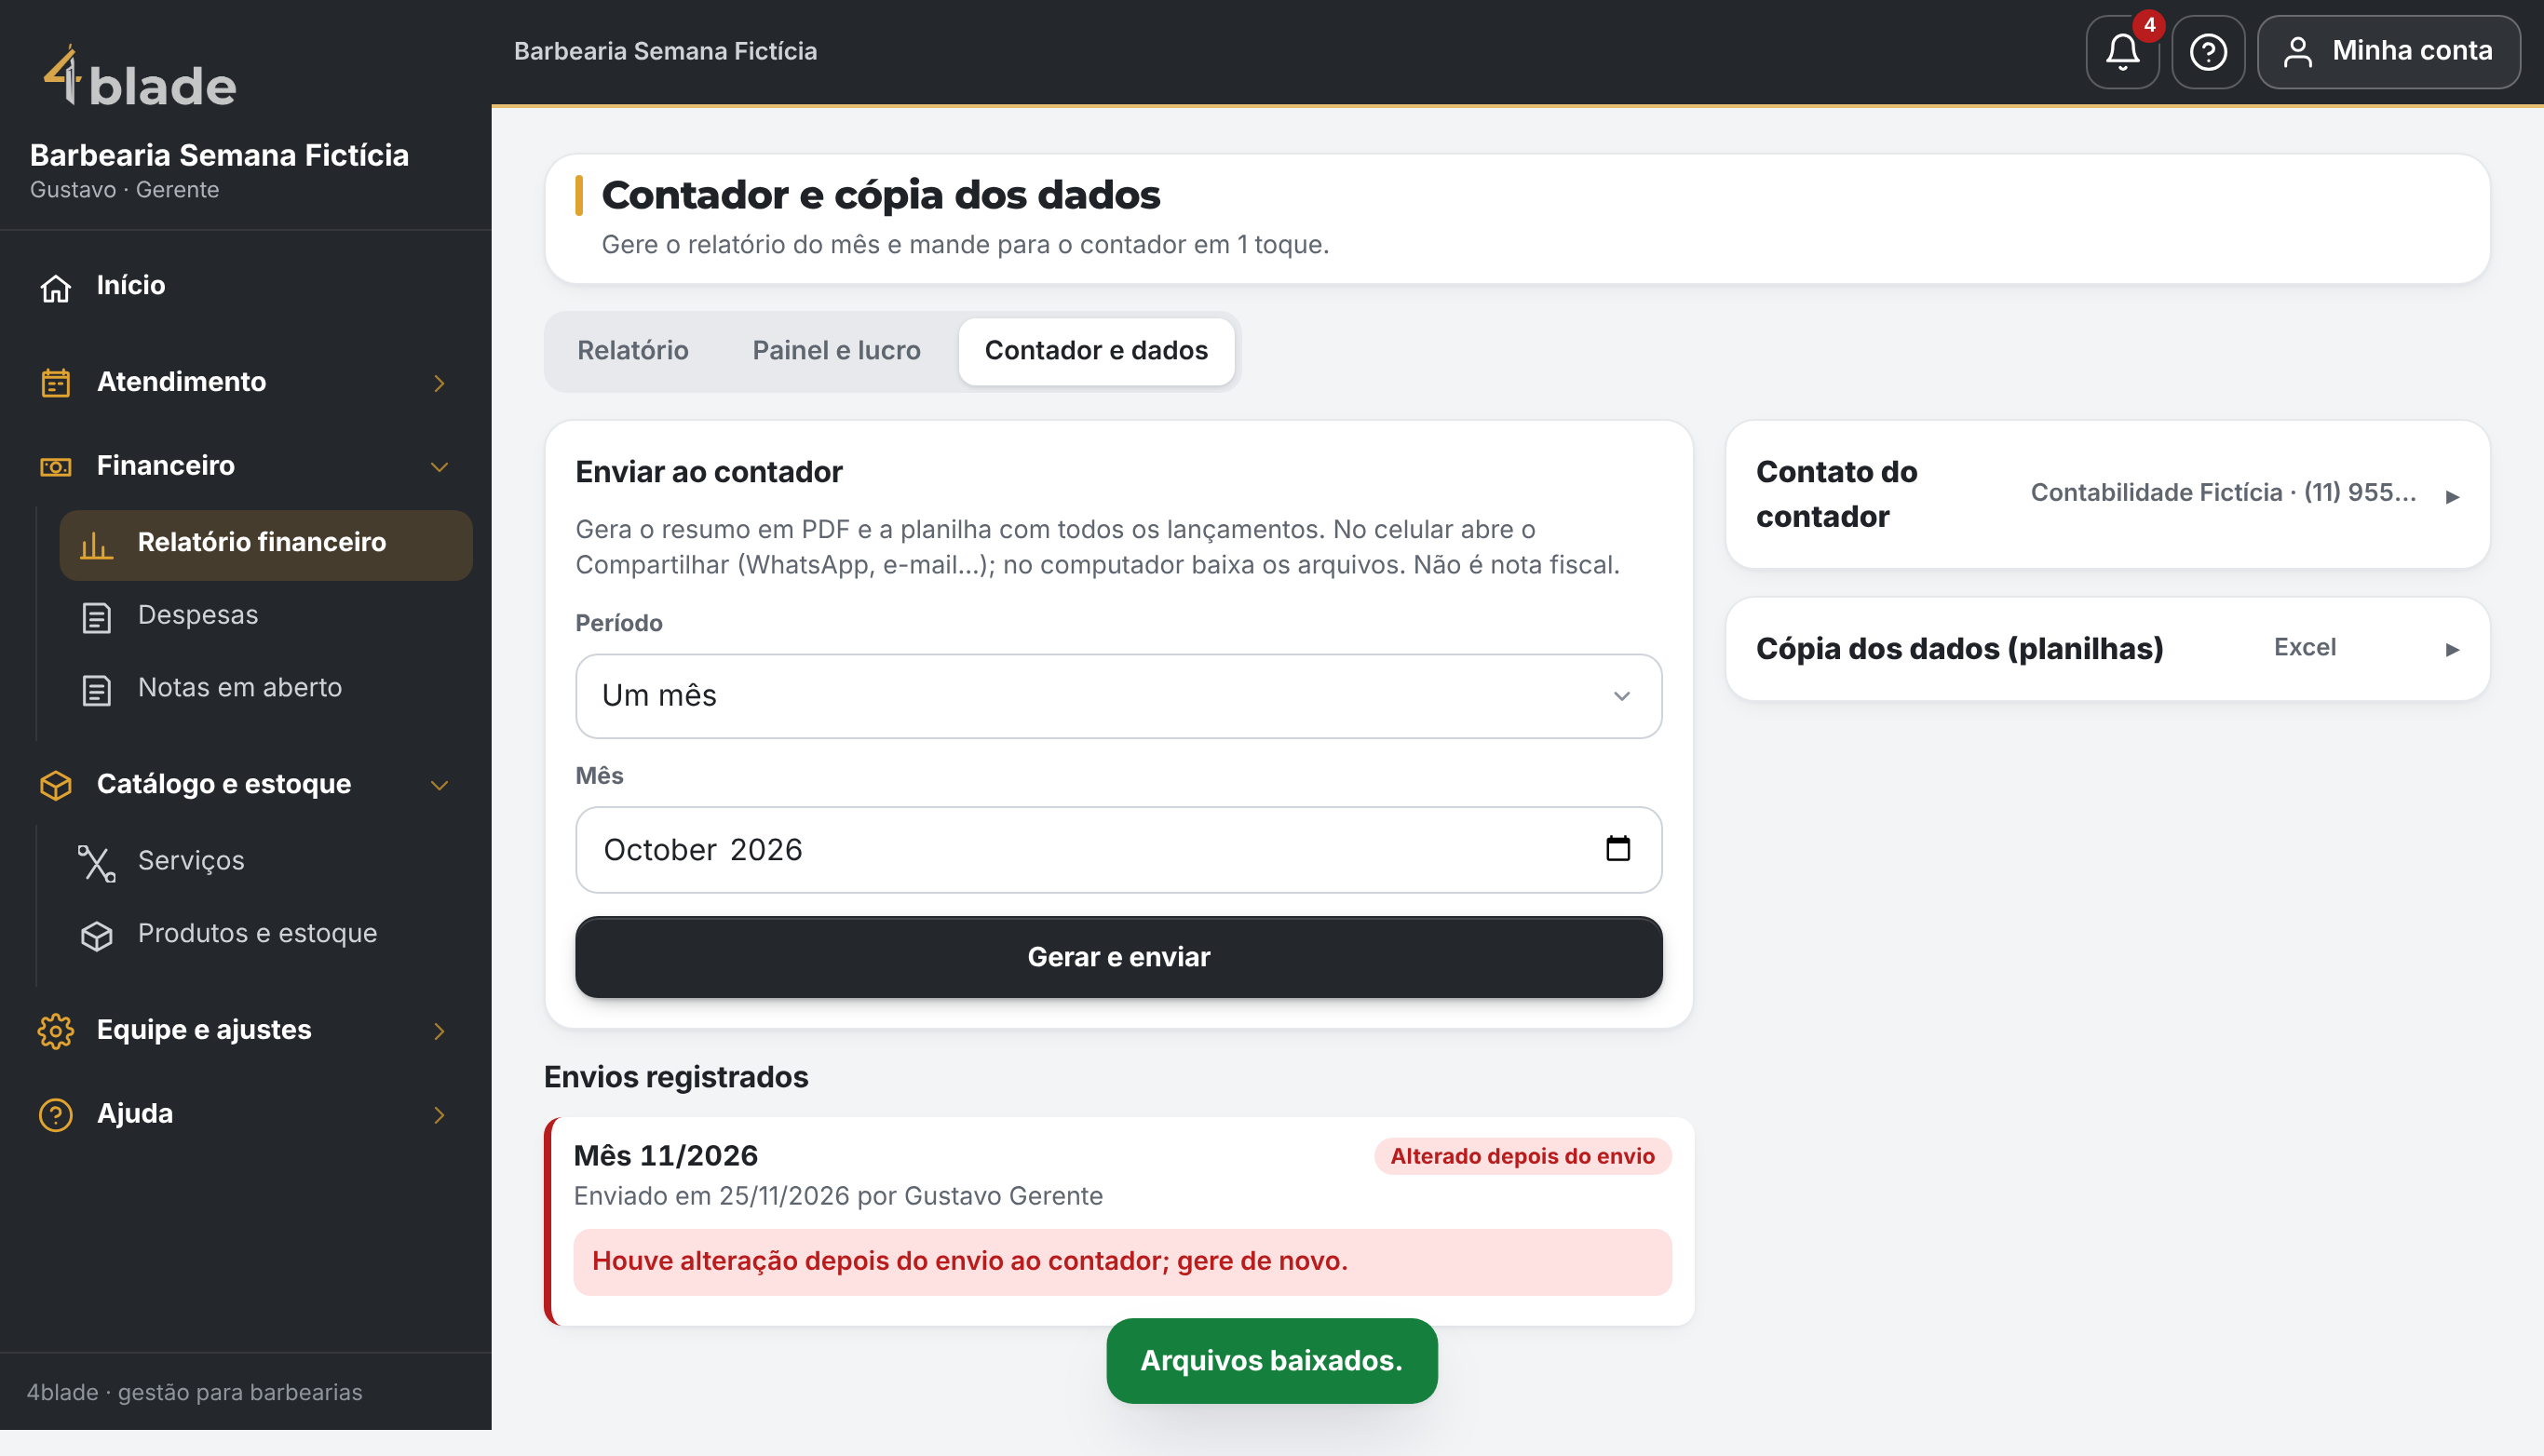 4blade
Barbearia Semana Fictícia
Gustavo · Gerente
Início
Atendimento
Financeiro
Relatório financeiro
Despesas
Notas em aberto
Catálogo e estoque
Serviços
Produtos e estoque
Equipe e ajustes
Ajuda
4blade · gestão para barbearias
Barbearia Semana Fictícia
4
Minha conta
Contador e cópia dos dados
Gere o relatório do mês e mande para o contador em 1 toque.
Relatório
Painel e lucro
Contador e dados
Enviar ao contador
Gera o resumo em PDF e a planilha com todos os lançamentos. No celular abre o
Compartilhar (WhatsApp, e-mail...); no computador baixa os arquivos. Não é nota fiscal.
Período
Um mês
Mês
October 2026
Gerar e enviar
Envios registrados
Mês 11/2026
Alterado depois do envio
Enviado em 25/11/2026 por Gustavo Gerente
Houve alteração depois do envio ao contador; gere de novo.
Arquivos baixados.
Contato do
contador
Contabilidade Fictícia · (11) 955...
Cópia dos dados (planilhas)
Excel